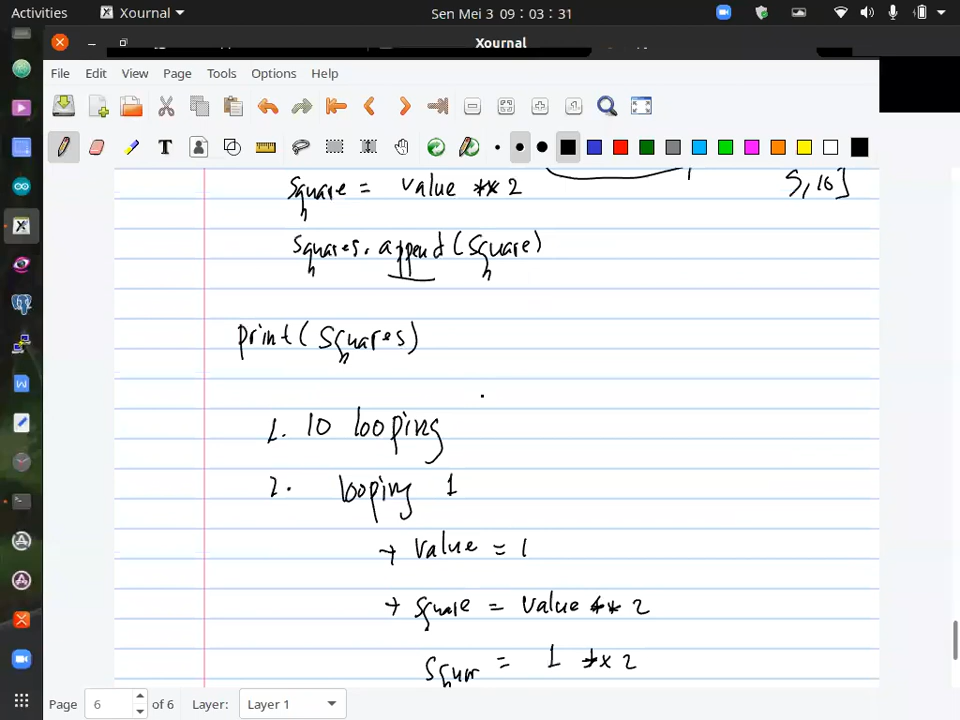 Activities Xournal Sen Mei 3 09:03:31
Xournal
File Edit View Page Tools Options Help
square = value ** 2 5, 16]
squares.append(square)
print(squares)
1. 10 looping
2. looping 1
→ value = 1
→ square = value ** 2
squar = 1 ** 2
Page 6 of 6 Layer: Layer 1